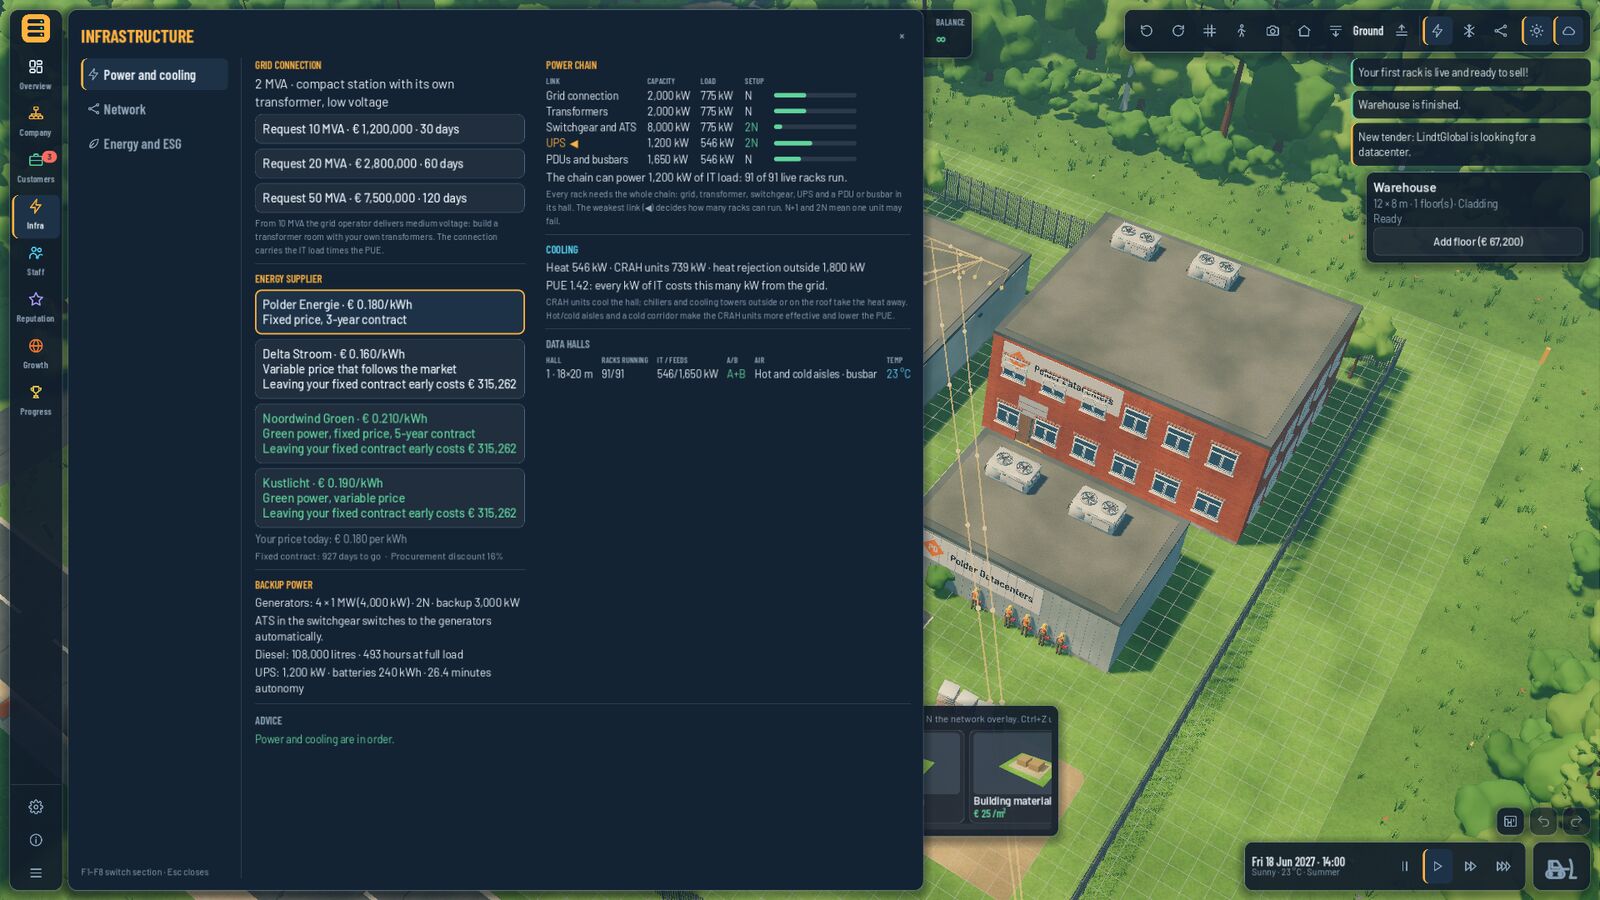 INFRASTRUCTURE
×
Overview
Company
Customers
3
Infra
Staff
Reputation
Growth
Progress
Power and cooling
Network
Energy and ESG
F1–F8 switch section · Esc closes
GRID CONNECTION
2 MVA · compact station with its own
transformer, low voltage
Request 10 MVA · € 1,200,000 · 30 days
Request 20 MVA · € 2,800,000 · 60 days
Request 50 MVA · € 7,500,000 · 120 days
From 10 MVA the grid operator delivers medium voltage: build a
transformer room with your own transformers. The connection
carries the IT load times the PUE.
ENERGY SUPPLIER
Polder Energie · € 0.180/kWh
Fixed price, 3-year contract
Delta Stroom · € 0.160/kWh
Variable price that follows the market
Leaving your fixed contract early costs € 315,262
Noordwind Groen · € 0.210/kWh
Green power, fixed price, 5-year contract
Leaving your fixed contract early costs € 315,262
Kustlicht · € 0.190/kWh
Green power, variable price
Leaving your fixed contract early costs € 315,262
Your price today: € 0.180 per kWh
Fixed contract: 927 days to go · Procurement discount 16%
BACKUP POWER
Generators: 4 × 1 MW (4,000 kW) · 2N · backup 3,000 kW
ATS in the switchgear switches to the generators
automatically.
Diesel: 108,000 litres · 493 hours at full load
UPS: 1,200 kW · batteries 240 kWh · 26.4 minutes
autonomy
ADVICE
Power and cooling are in order.
POWER CHAIN
LINK CAPACITY LOAD SETUP
Grid connection 2,000 kW 775 kW N
Transformers 2,000 kW 775 kW N
Switchgear and ATS 8,000 kW 775 kW 2N
UPS ◀ 1,200 kW 546 kW 2N
PDUs and busbars 1,650 kW 546 kW N
The chain can power 1,200 kW of IT load: 91 of 91 live racks run.
Every rack needs the whole chain: grid, transformer, switchgear, UPS and a PDU or busbar in
its hall. The weakest link (◀) decides how many racks can run. N+1 and 2N mean one unit may
fail.
COOLING
Heat 546 kW · CRAH units 739 kW · heat rejection outside 1,800 kW
PUE 1.42: every kW of IT costs this many kW from the grid.
CRAH units cool the hall; chillers and cooling towers outside or on the roof take the heat away.
Hot/cold aisles and a cold corridor make the CRAH units more effective and lower the PUE.
DATA HALLS
HALL RACKS RUNNING IT / FEEDS A/B AIR TEMP
1 · 18×20 m 91/91 546/1,650 kW A+B Hot and cold aisles · busbar 23 °C
BALANCE
∞
Ground
Your first rack is live and ready to sell!
Warehouse is finished.
New tender: LindtGlobal is looking for a
datacenter.
Warehouse
12 × 8 m · 1 floor(s) · Cladding
Ready
Add floor (€ 67,200)
Polder Datacenters
Polder Datacenters
N the network overlay. Ctrl+Z
Building material
€ 25 /m²
Fri 18 Jun 2027 · 14:00
Sunny · 23 °C · Summer